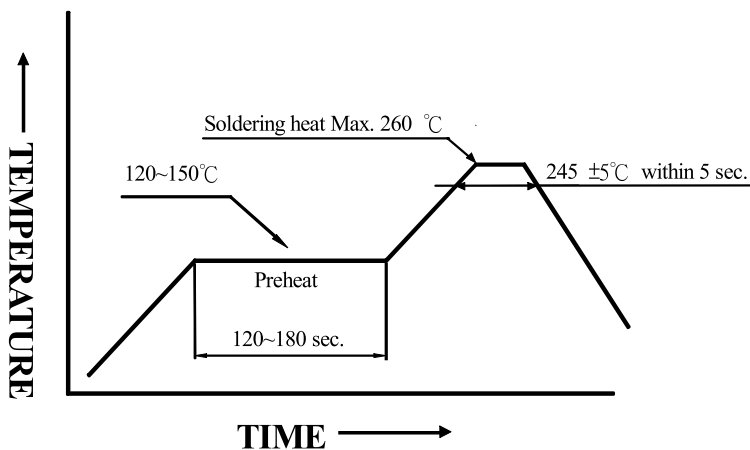 Soldering heat Max. 260 ℃
120~150℃
245 ±5℃ within 5 sec.
Preheat
120~180 sec.
TEMPERATURE
TIME